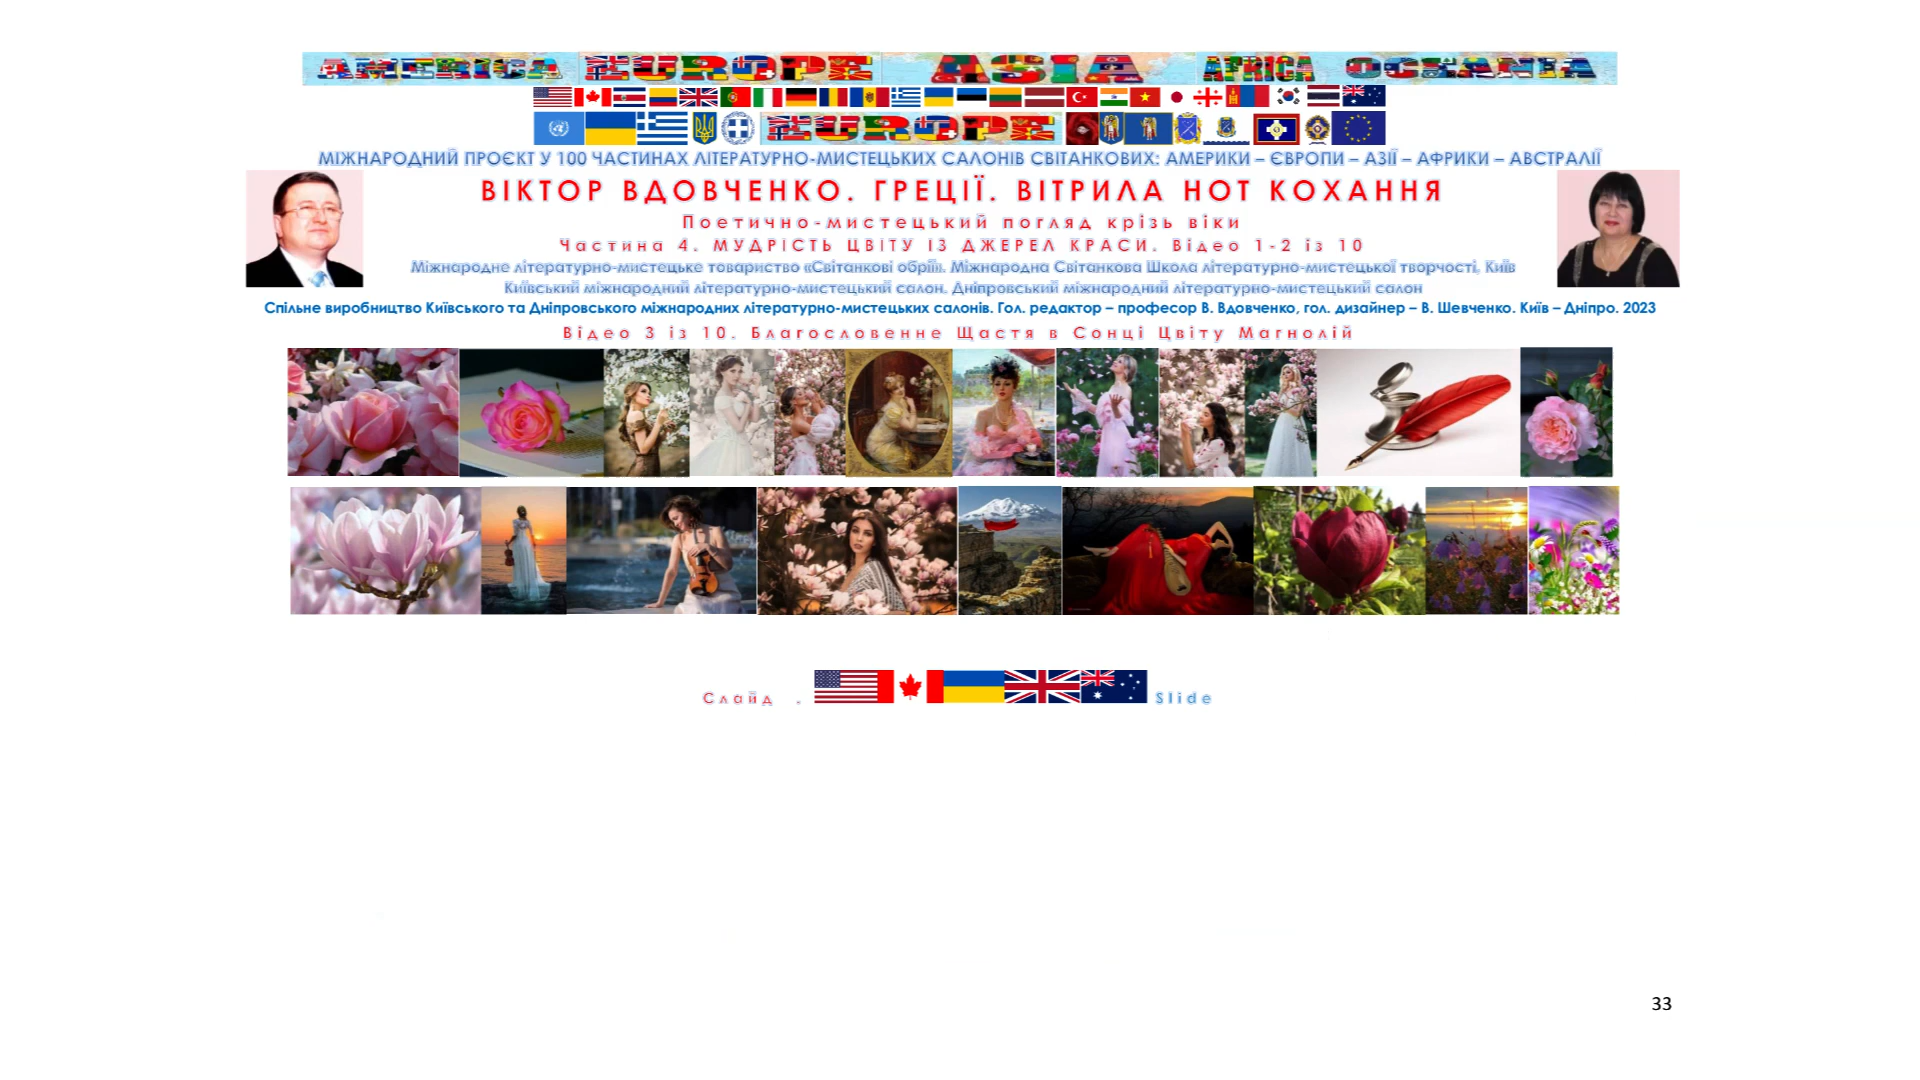 AMERICA EUROPE ASIA AFRICA OCEANIA
EUROPE
МІЖНАРОДНИЙ ПРОЄКТ У 100 ЧАСТИНАХ ЛІТЕРАТУРНО-МИСТЕЦЬКИХ САЛОНІВ СВІТАНКОВИХ: АМЕРИКИ – ЄВРОПИ – АЗІЇ – АФРИКИ – АВСТРАЛІЇ
ВІКТОР ВДОВЧЕНКО. ГРЕЦІЇ. ВІТРИЛА НОТ КОХАННЯ
Поетично-мистецький погляд крізь віки
Частина 4. МУДРІСТЬ ЦВІТУ ІЗ ДЖЕРЕЛ КРАСИ. Відео 1-2 із 10
Міжнародне літературно-мистецьке товариство «Світанкові обрії». Міжнародна Світанкова Школа літературно-мистецької творчості, Київ
Київський міжнародний літературно-мистецький салон. Дніпровський міжнародний літературно-мистецький салон
Спільне виробництво Київського та Дніпровського міжнародних літературно-мистецьких салонів. Гол. редактор – професор В. Вдовченко, гол. дизайнер – В. Шевченко. Київ – Дніпро. 2023
Відео 3 із 10. Благословенне Щастя в Сонці Цвіту Магнолій
Слайд . Slide
33